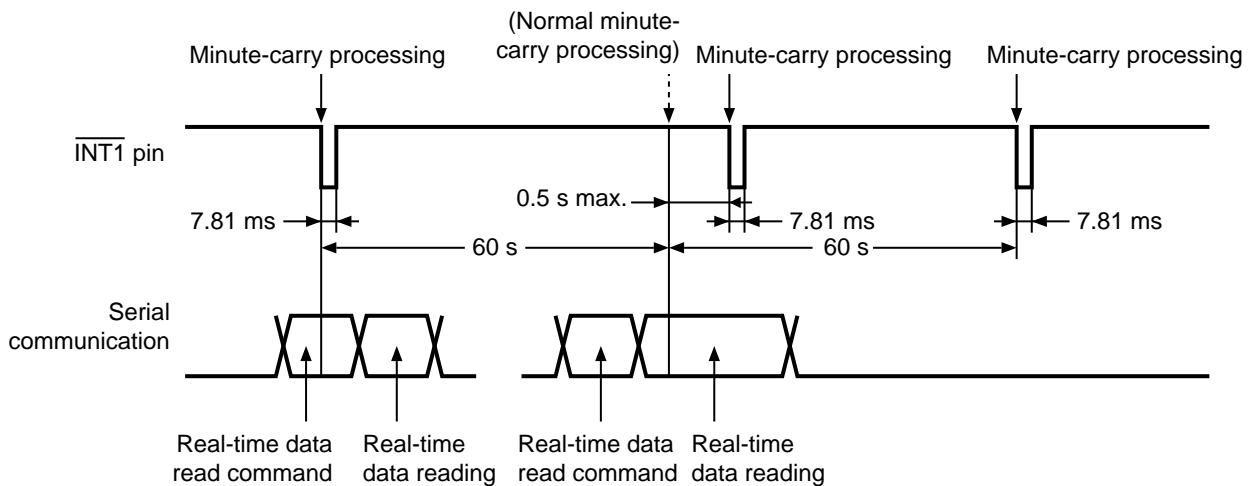 (Normal minute-
carry processing)
Minute-carry processing
Minute-carry processing
Minute-carry processing
INT1 pin
0.5 s max.
7.81 ms
7.81 ms
7.81 ms
60 s
60 s
Serial
communication
Real-time data
read command
Real-time
data reading
Real-time data
read command
Real-time
data reading